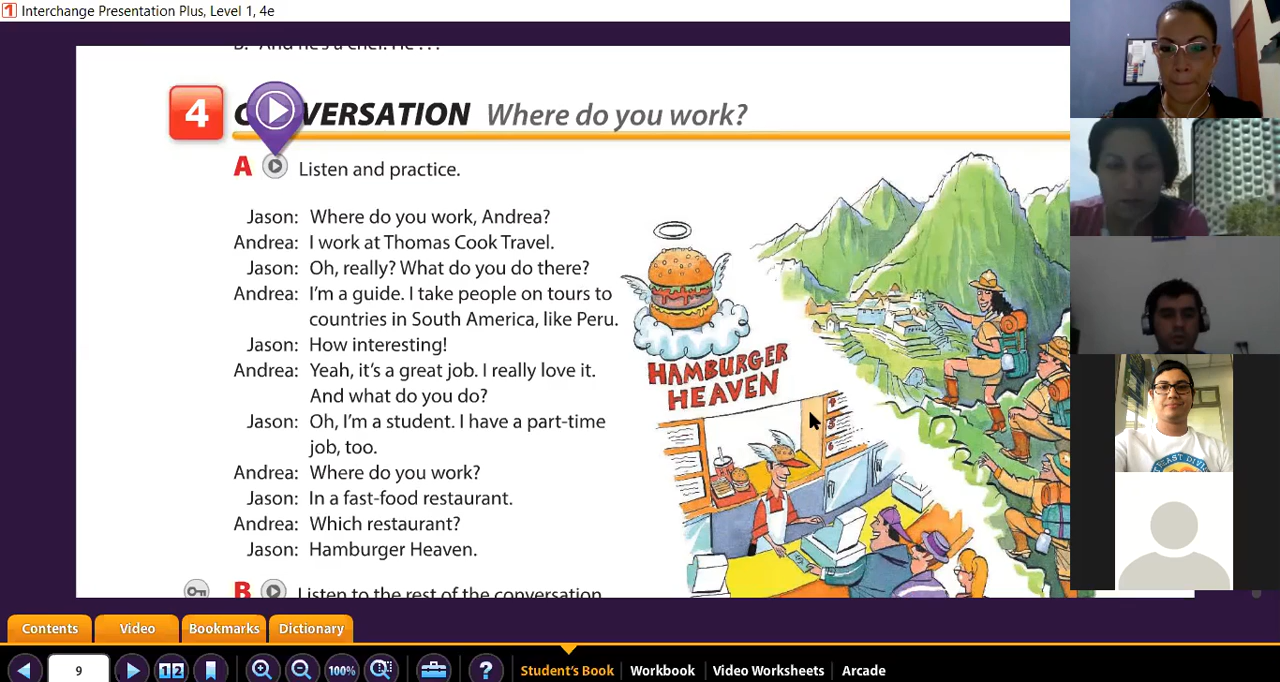 Interchange Presentation Plus, Level 1, 4e
4 CONVERSATION Where do you work?
A Listen and practice.
Jason: Where do you work, Andrea?
Andrea: I work at Thomas Cook Travel.
Jason: Oh, really? What do you do there?
Andrea: I'm a guide. I take people on tours to
countries in South America, like Peru.
Jason: How interesting!
Andrea: Yeah, it's a great job. I really love it.
And what do you do?
Jason: Oh, I'm a student. I have a part-time
job, too.
Andrea: Where do you work?
Jason: In a fast-food restaurant.
Andrea: Which restaurant?
Jason: Hamburger Heaven.
HAMBURGER
HEAVEN
B Listen to the rest of the conversation
Contents Video Bookmarks Dictionary
9 12 100% ? Student's Book Workbook Video Worksheets Arcade